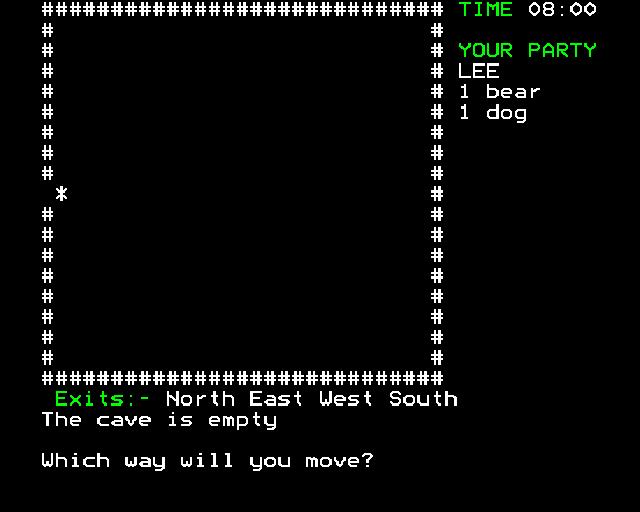 ############################# TIME 08:00
# #
# # YOUR PARTY
# # LEE
# # 1 bear
# # 1 dog
# #
# #
# #
* #
# #
# #
# #
# #
# #
# #
# #
# #
#############################
Exits:- North East West South
The cave is empty
Which way will you move?